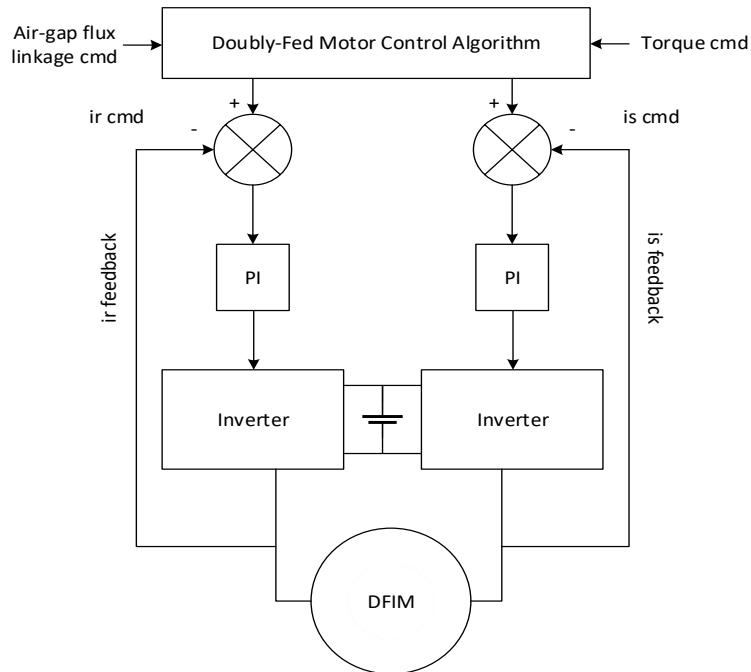 Air-gap flux
linkage cmd
Doubly-Fed Motor Control Algorithm
Torque cmd
+
+
ir cmd
-
-
is cmd
ir feedback
is feedback
PI
PI
Inverter
Inverter
DFIM